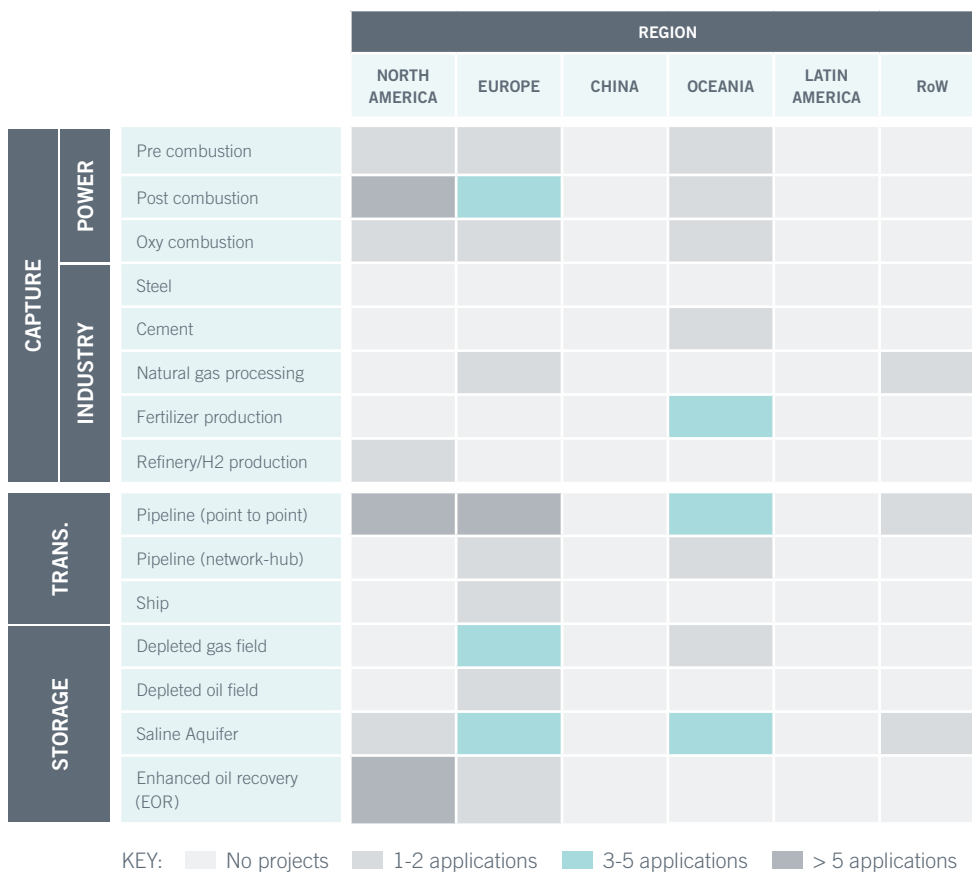 REGION
NORTH
AMERICA
EUROPE
CHINA
OCEANIA
LATIN
AMERICA
RoW
CAPTURE
POWER
Pre combustion
Post combustion
Oxy combustion
INDUSTRY
Steel
Cement
Natural gas processing
Fertilizer production
Refinery/H2 production
TRANS.
Pipeline (point to point)
Pipeline (network-hub)
Ship
STORAGE
Depleted gas field
Depleted oil field
Saline Aquifer
Enhanced oil recovery
(EOR)
KEY: No projects 1-2 applications 3-5 applications > 5 applications